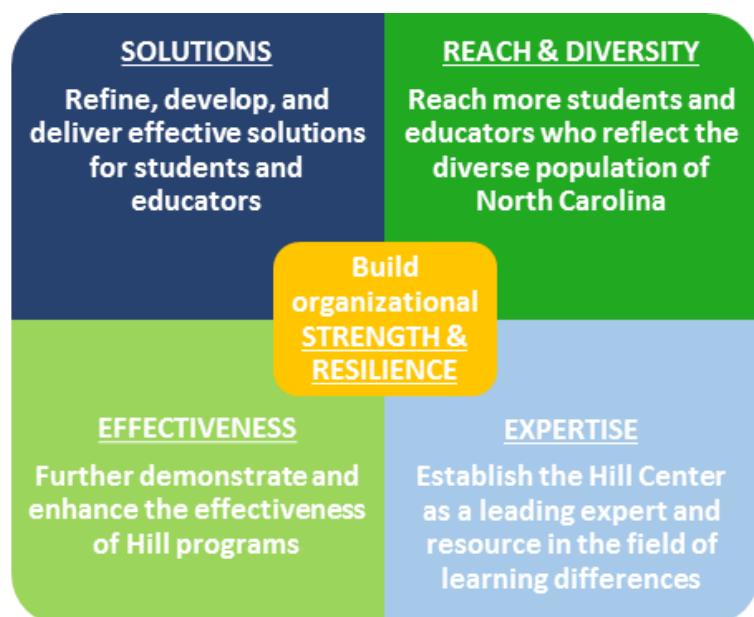 SOLUTIONS
Refine, develop, and
deliver effective solutions
for students and
educators
REACH & DIVERSITY
Reach more students and
educators who reflect the
diverse population of
North Carolina
Build
organizational
STRENGTH &
RESILIENCE
EFFECTIVENESS
Further demonstrate and
enhance the effectiveness
of Hill programs
EXPERTISE
Establish the Hill Center
as a leading expert and
resource in the field of
learning differences